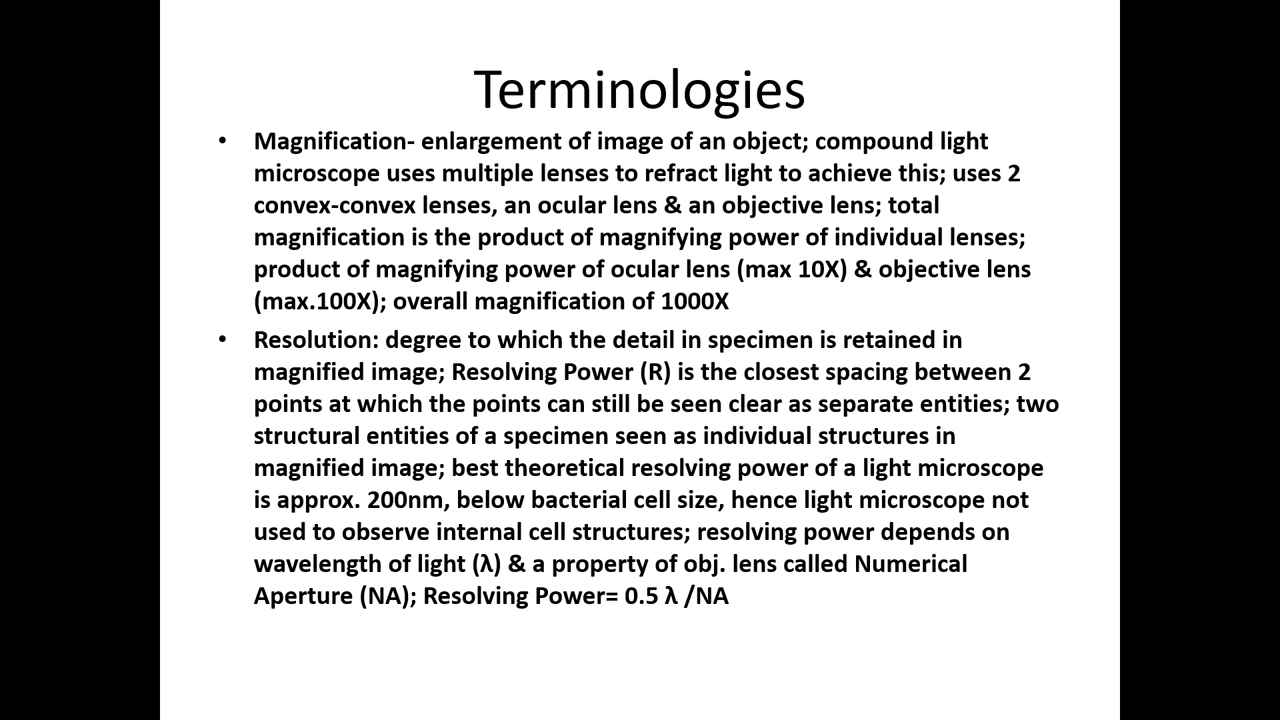 Terminologies
• Magnification- enlargement of image of an object; compound light
microscope uses multiple lenses to refract light to achieve this; uses 2
convex-convex lenses, an ocular lens & an objective lens; total
magnification is the product of magnifying power of individual lenses;
product of magnifying power of ocular lens (max 10X) & objective lens
(max.100X); overall magnification of 1000X
• Resolution: degree to which the detail in specimen is retained in
magnified image; Resolving Power (R) is the closest spacing between 2
points at which the points can still be seen clear as separate entities; two
structural entities of a specimen seen as individual structures in
magnified image; best theoretical resolving power of a light microscope
is approx. 200nm, below bacterial cell size, hence light microscope not
used to observe internal cell structures; resolving power depends on
wavelength of light (λ) & a property of obj. lens called Numerical
Aperture (NA); Resolving Power= 0.5 λ /NA